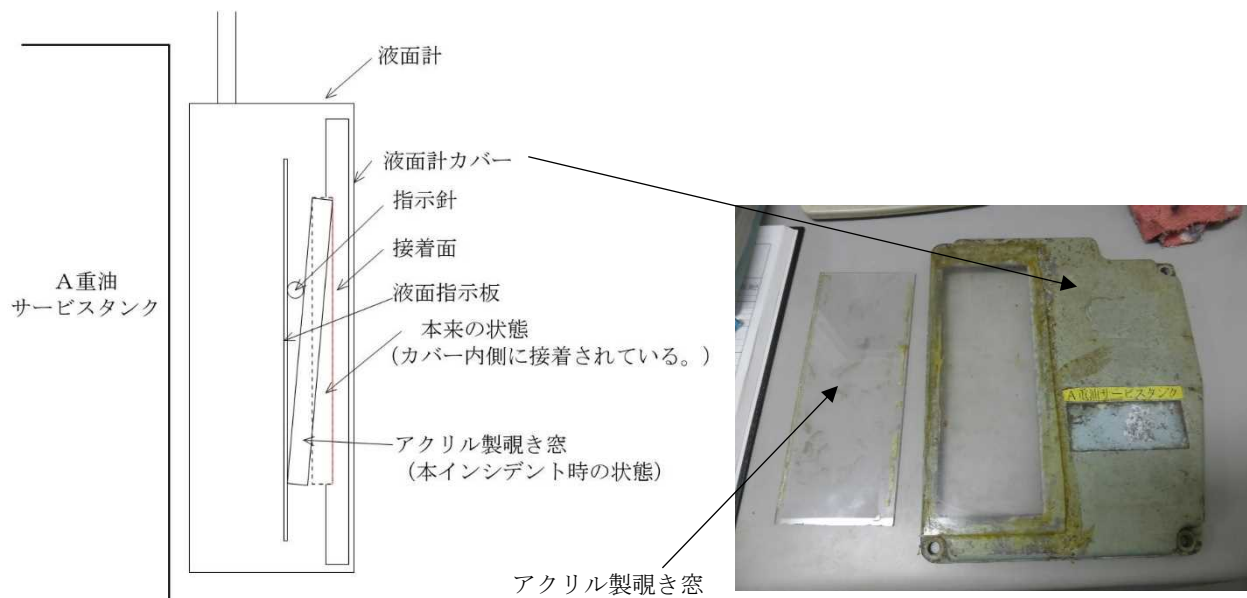 液面計
液面計カバー
指示針
接着面
A重油
サービスタンク
液面指示板
本来の状態
(カバー内側に接着されている。)
アクリル製覗き窓
(本インシデント時の状態)
A重油サービスタンク
アクリル製覗き窓